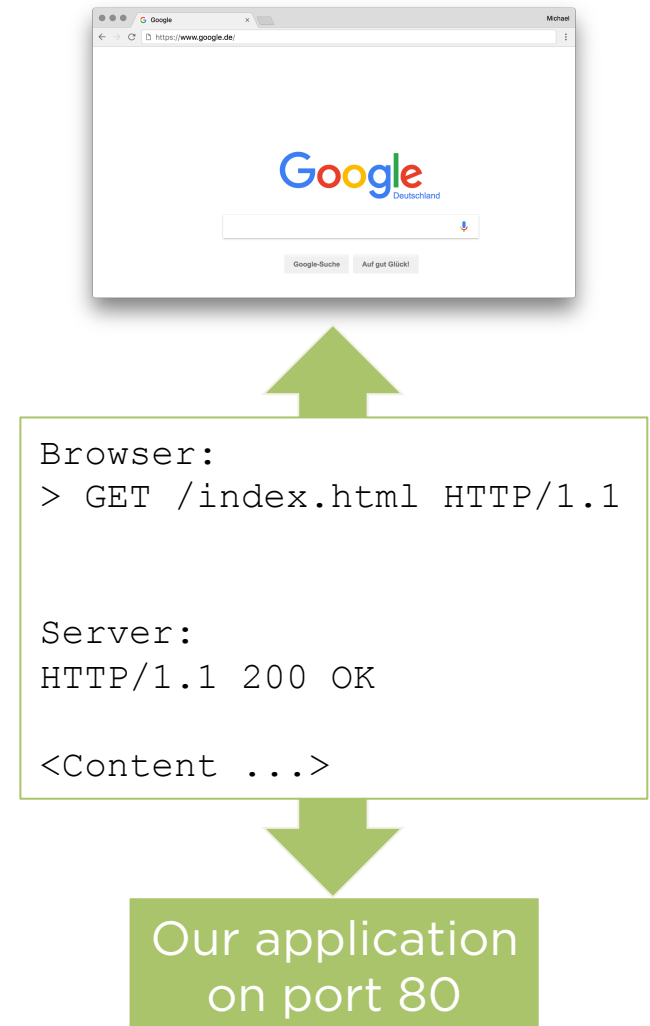 G Google ×
Michael
https://www.google.de/
Google
Deutschland
Google-Suche
Auf gut Glück!
Browser:
> GET /index.html HTTP/1.1
Server:
HTTP/1.1 200 OK
<Content ...>
Our application
on port 80